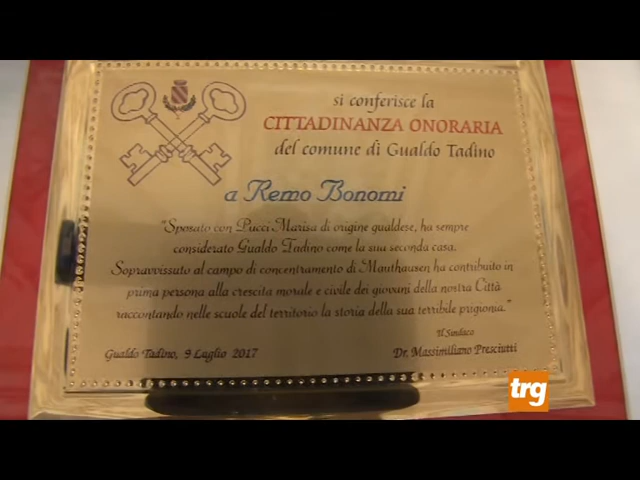 si conferisce la
CITTADINANZA ONORARIA
del comune di Gualdo Tadino
a Remo Bonomi
"Sposato con Pucci Marisa di origine gualdese, ha sempre
considerato Gualdo Tadino come la sua seconda casa.
Sopravvissuto al campo di concentramento di Mauthausen ha contribuito in
prima persona alla crescita morale e civile dei giovani della nostra Città
raccontando nelle scuole del territorio la storia della sua terribile prigionia."
Il Sindaco
Gualdo Tadino, 9 Luglio 2017 Dr. Massimiliano Presciutti
trg